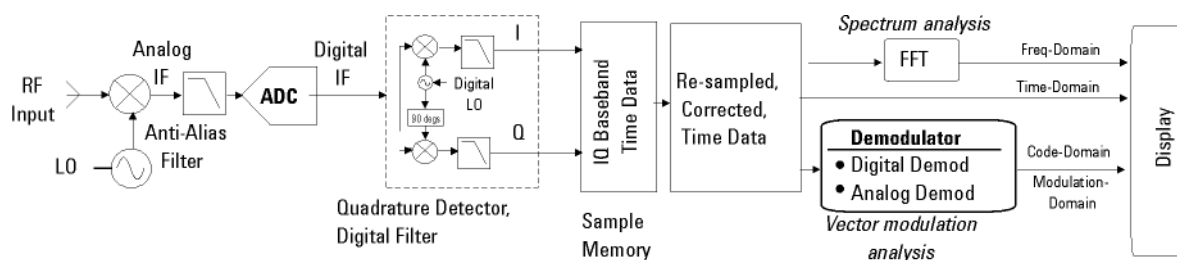 RF
Input
LO
Analog
IF
Anti-Alias
Filter
ADC
Digital
IF
I
Digital
LO
90 degs
Q
Quadrature Detector,
Digital Filter
IQ Baseband
Time Data
Sample
Memory
Re-sampled,
Corrected,
Time Data
Spectrum analysis
FFT
Freq-Domain
Time-Domain
Demodulator
• Digital Demod
• Analog Demod
Vector modulation
analysis
Code-Domain
Modulation-
Domain
Display